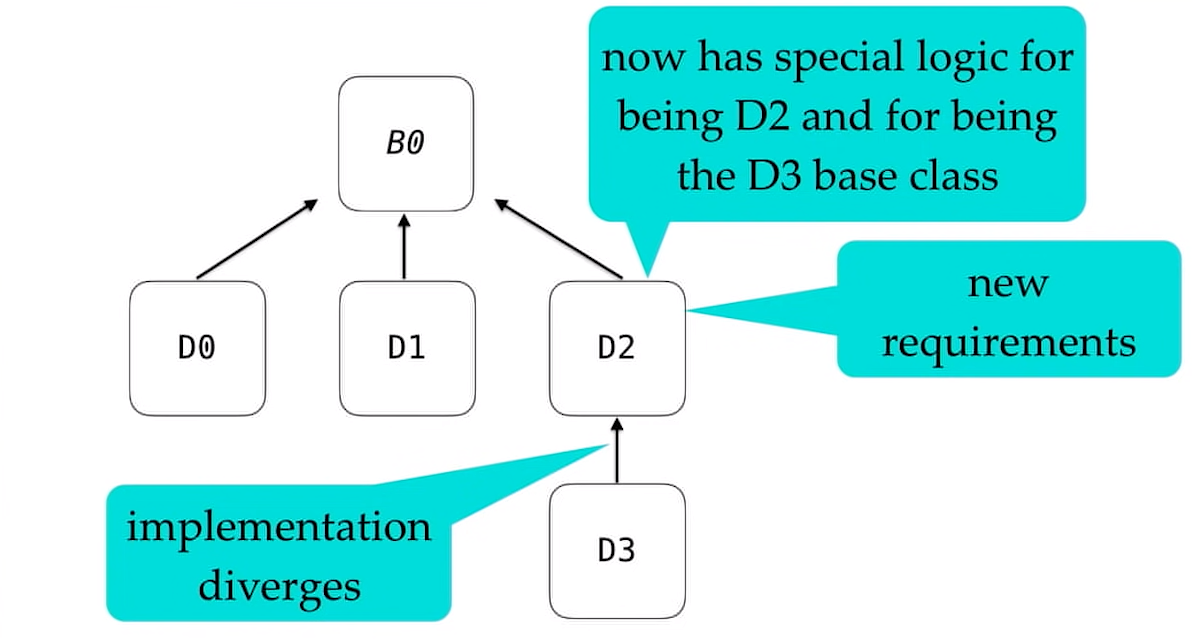 now has special logic for
being D2 and for being
the D3 base class
B0
new
requirements
D0
D1
D2
implementation
diverges
D3